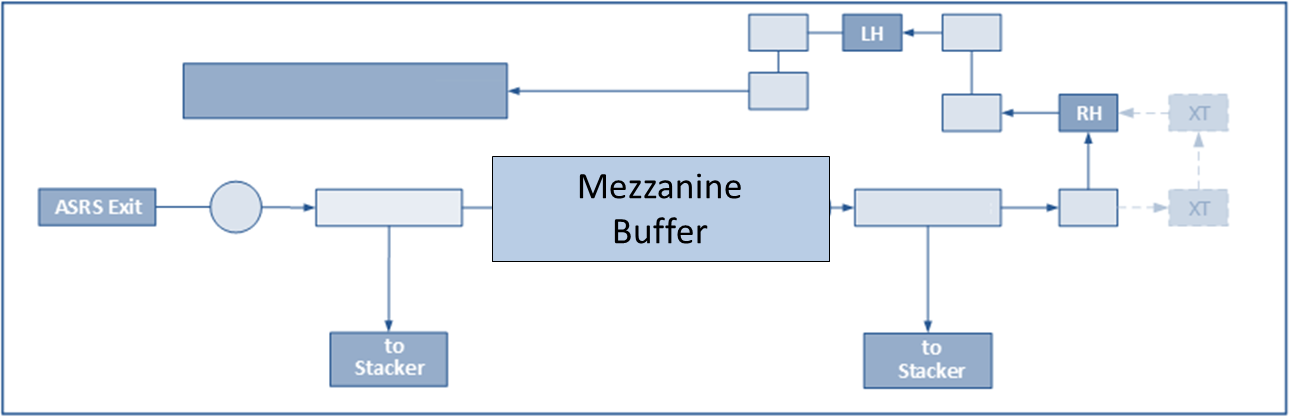 LH
RH
XT
ASRS Exit
Mezzanine
Buffer
XT
to
Stacker
to
Stacker